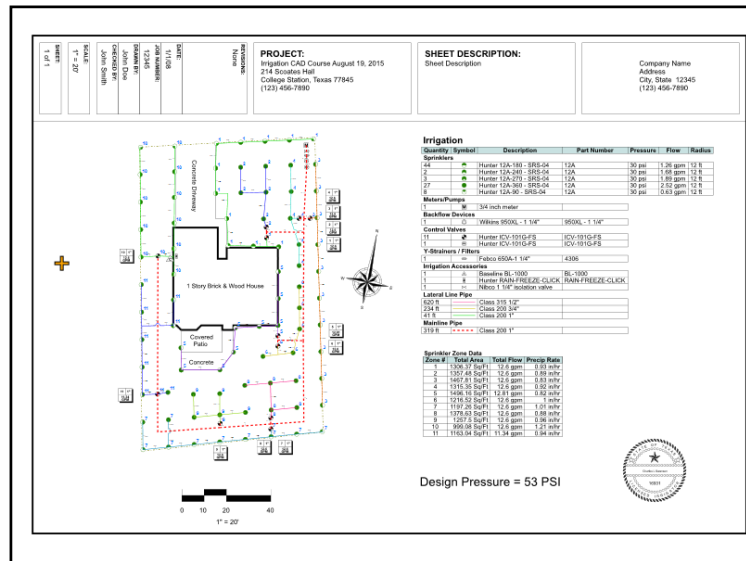 SHEET:
1 of 1
SCALE:
1" = 20'
CHECKED BY:
John Smith
DRAWN BY:
John Doe
JOB NUMBER:
12345
DATE:
1/1/08
REVISIONS:
None
PROJECT:
Irrigation CAD Course August 19, 2015
214 Scoates Hall
College Station, Texas 77845
(123) 456-7890
SHEET DESCRIPTION:
Sheet Description
Company Name
Address
City, State 12345
(123) 456-7890
Concrete Driveway
1 Story Brick & Wood House
Covered
Patio
Concrete
N
W
E
S
0 10 20 40
1" = 20'
Irrigation
Quantity Symbol Description Part Number Pressure Flow Radius
Sprinklers
44 Hunter 12A-180 - SRS-04 12A 30 psi 1.26 gpm 12 ft
2 Hunter 12A-240 - SRS-04 12A 30 psi 1.68 gpm 12 ft
3 Hunter 12A-270 - SRS-04 12A 30 psi 1.89 gpm 12 ft
27 Hunter 12A-360 - SRS-04 12A 30 psi 2.52 gpm 12 ft
8 Hunter 12A-90 - SRS-04 12A 30 psi 0.63 gpm 12 ft
Meters/Pumps
1 3/4 inch meter
Backflow Devices
1 Wilkins 950XL - 1 1/4" 950XL - 1 1/4"
Control Valves
11 Hunter ICV-101G-FS ICV-101G-FS
1 Hunter ICV-101G-FS ICV-101G-FS
Y-Strainers / Filters
1 Febco 650A-1 1/4" 4306
Irrigation Accessories
1 Baseline BL-1000 BL-1000
1 Hunter RAIN-FREEZE-CLICK RAIN-FREEZE-CLICK
1 Nibco 1 1/4" isolation valve
Lateral Line Pipe
620 ft Class 315 1/2"
234 ft Class 200 3/4"
41 ft Class 200 1"
Mainline Pipe
319 ft Class 200 1"
Sprinkler Zone Data
Zone # Total Area Total Flow Precip Rate
1 1306.37 Sq/Ft 12.6 gpm 0.93 in/hr
2 1357.48 Sq/Ft 12.6 gpm 0.89 in/hr
3 1467.81 Sq/Ft 12.6 gpm 0.83 in/hr
4 1315.35 Sq/Ft 12.6 gpm 0.92 in/hr
5 1496.16 Sq/Ft 12.81 gpm 0.82 in/hr
6 1216.52 Sq/Ft 12.6 gpm 1 in/hr
7 1197.26 Sq/Ft 12.6 gpm 1.01 in/hr
8 1378.63 Sq/Ft 12.6 gpm 0.88 in/hr
9 1257.5 Sq/Ft 12.6 gpm 0.96 in/hr
10 999.08 Sq/Ft 12.6 gpm 1.21 in/hr
11 1163.04 Sq/Ft 11.34 gpm 0.94 in/hr
Design Pressure = 53 PSI